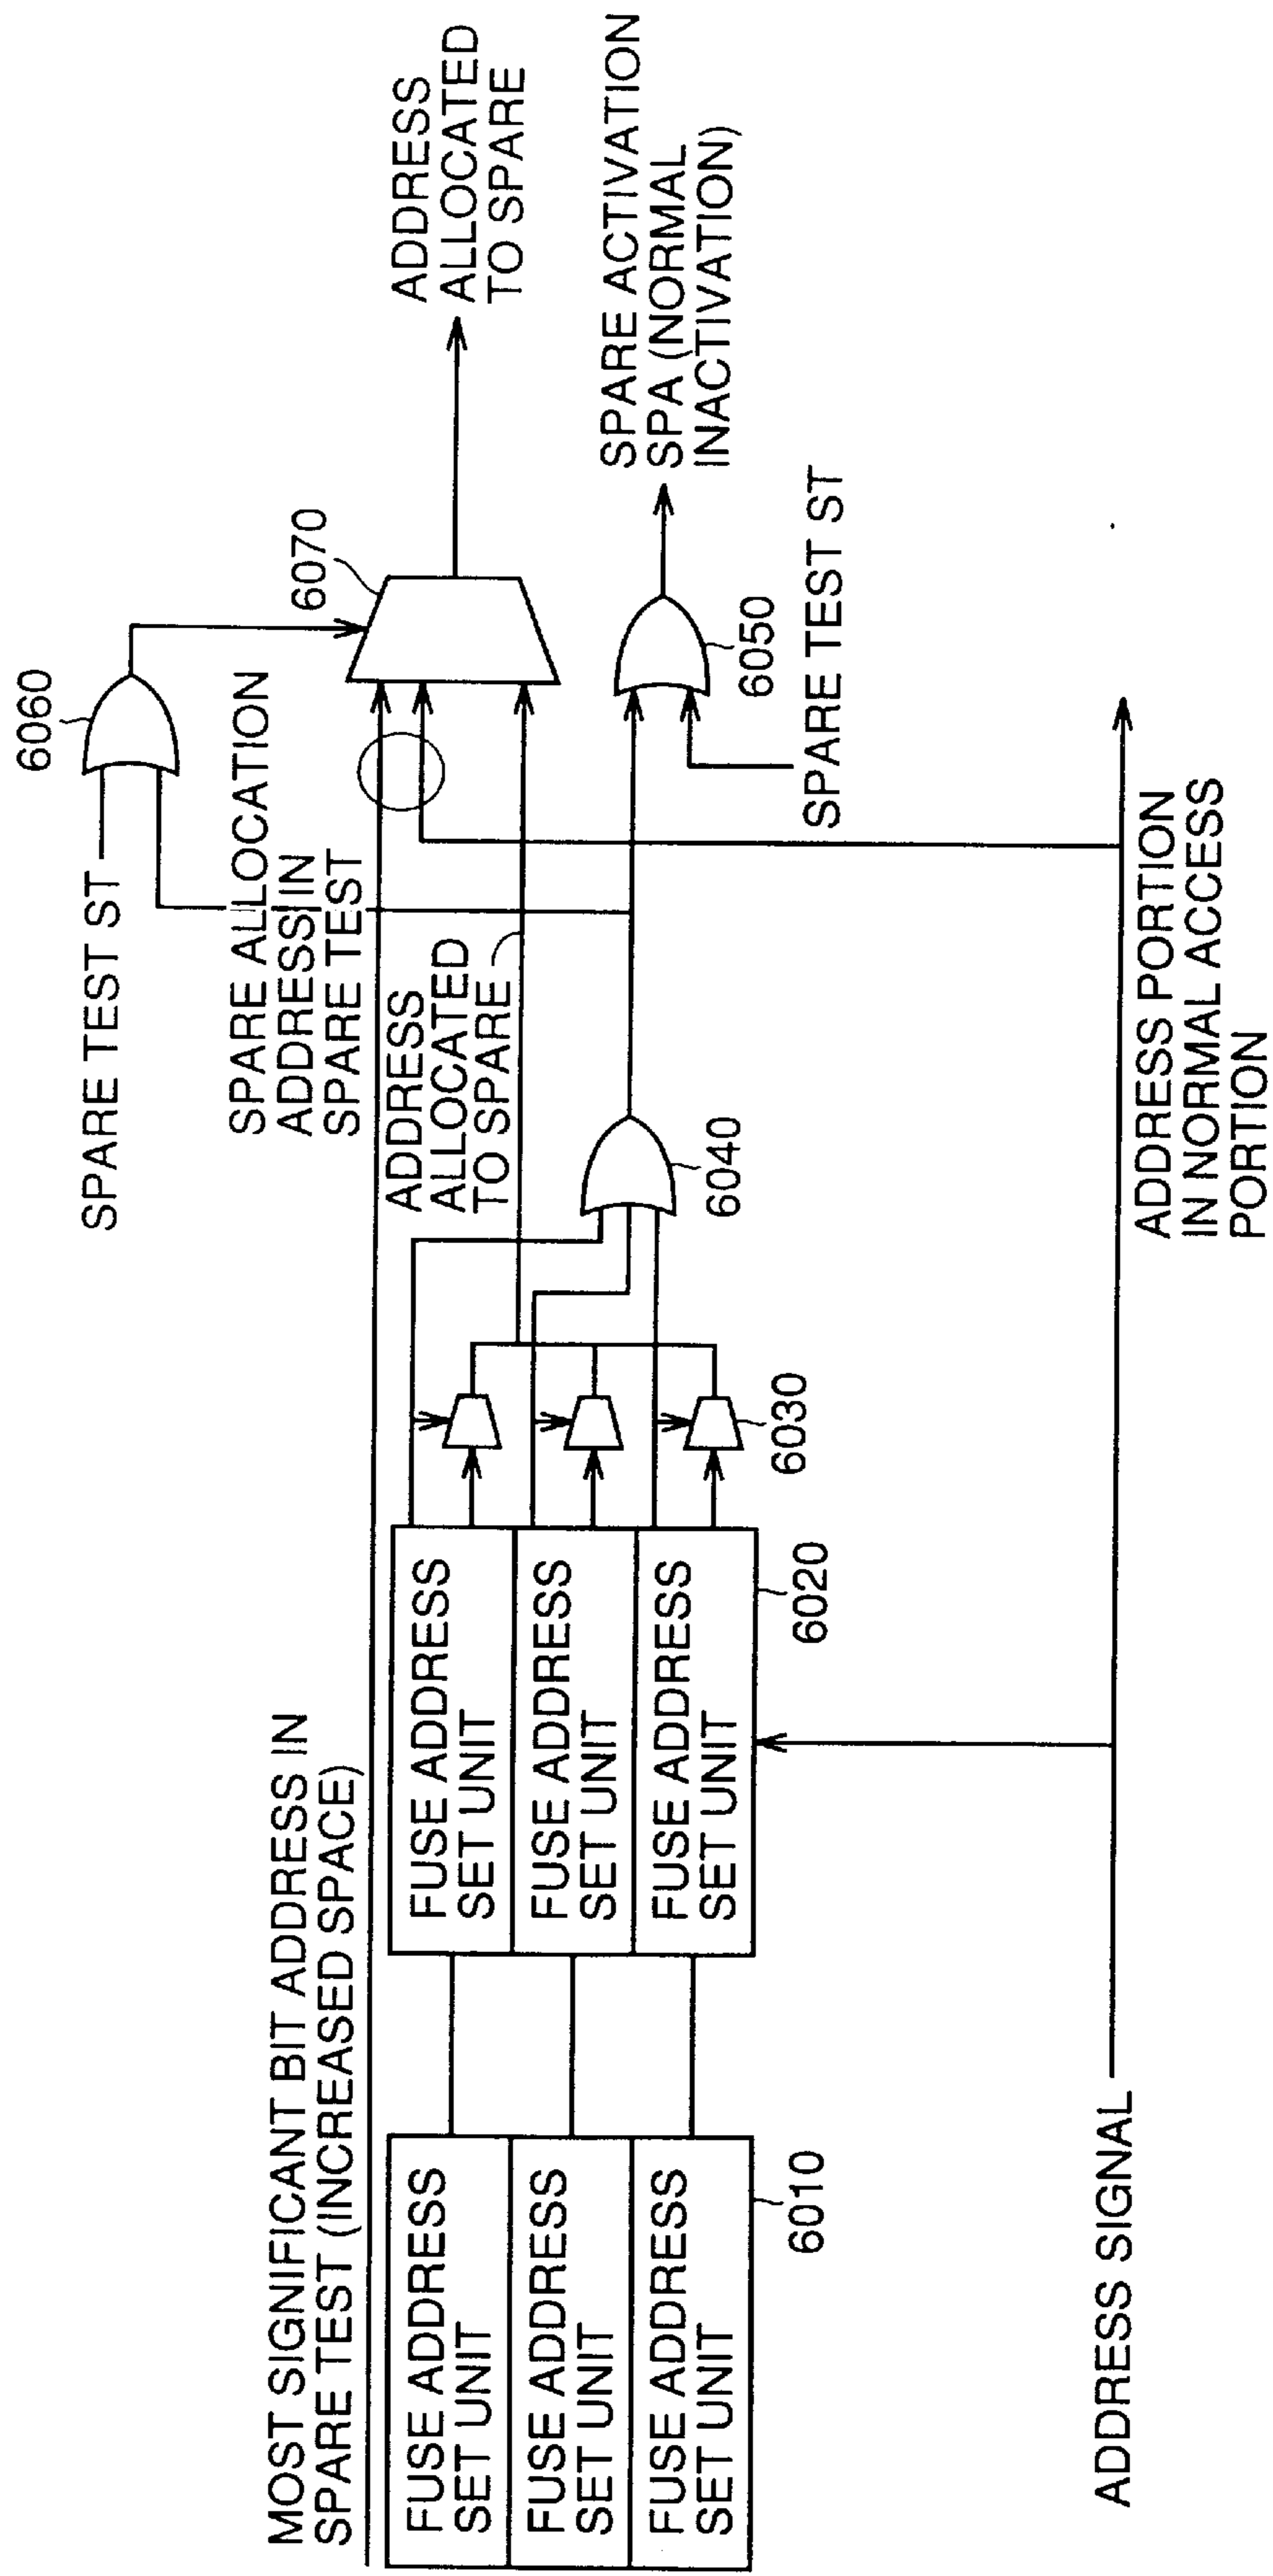 MOST SIGNIFICANT BIT ADDRESS IN
SPARE TEST (INCREASED SPACE)
FUSE ADDRESS
SET UNIT
FUSE ADDRESS
SET UNIT
FUSE ADDRESS
SET UNIT
6010
FUSE ADDRESS
SET UNIT
FUSE ADDRESS
SET UNIT
FUSE ADDRESS
SET UNIT
6020
6030
ADDRESS SIGNAL
SPARE TEST ST
SPARE ALLOCATION
ADDRESS IN
SPARE TEST
ADDRESS
ALLOCATED
TO SPARE
6040
ADDRESS PORTION
IN NORMAL ACCESS
PORTION
6060
6070
6050
SPARE TEST ST
ADDRESS
ALLOCATED
TO SPARE
SPARE ACTIVATION
SPA (NORMAL
INACTIVATION)